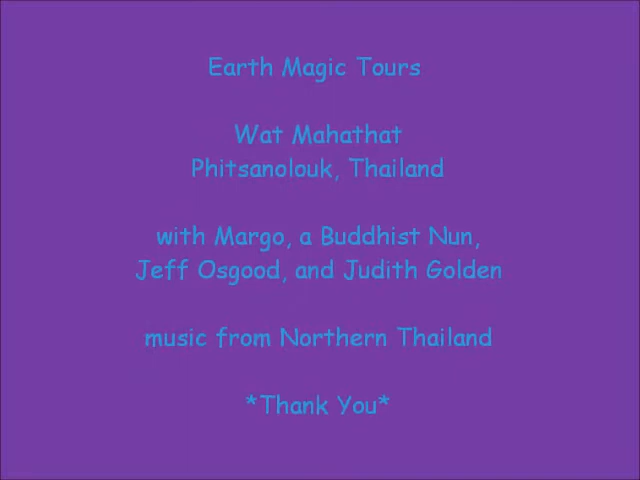 Earth Magic Tours
Wat Mahathat
Phitsanolouk, Thailand
with Margo, a Buddhist Nun,
Jeff Osgood, and Judith Golden
music from Northern Thailand
*Thank You*